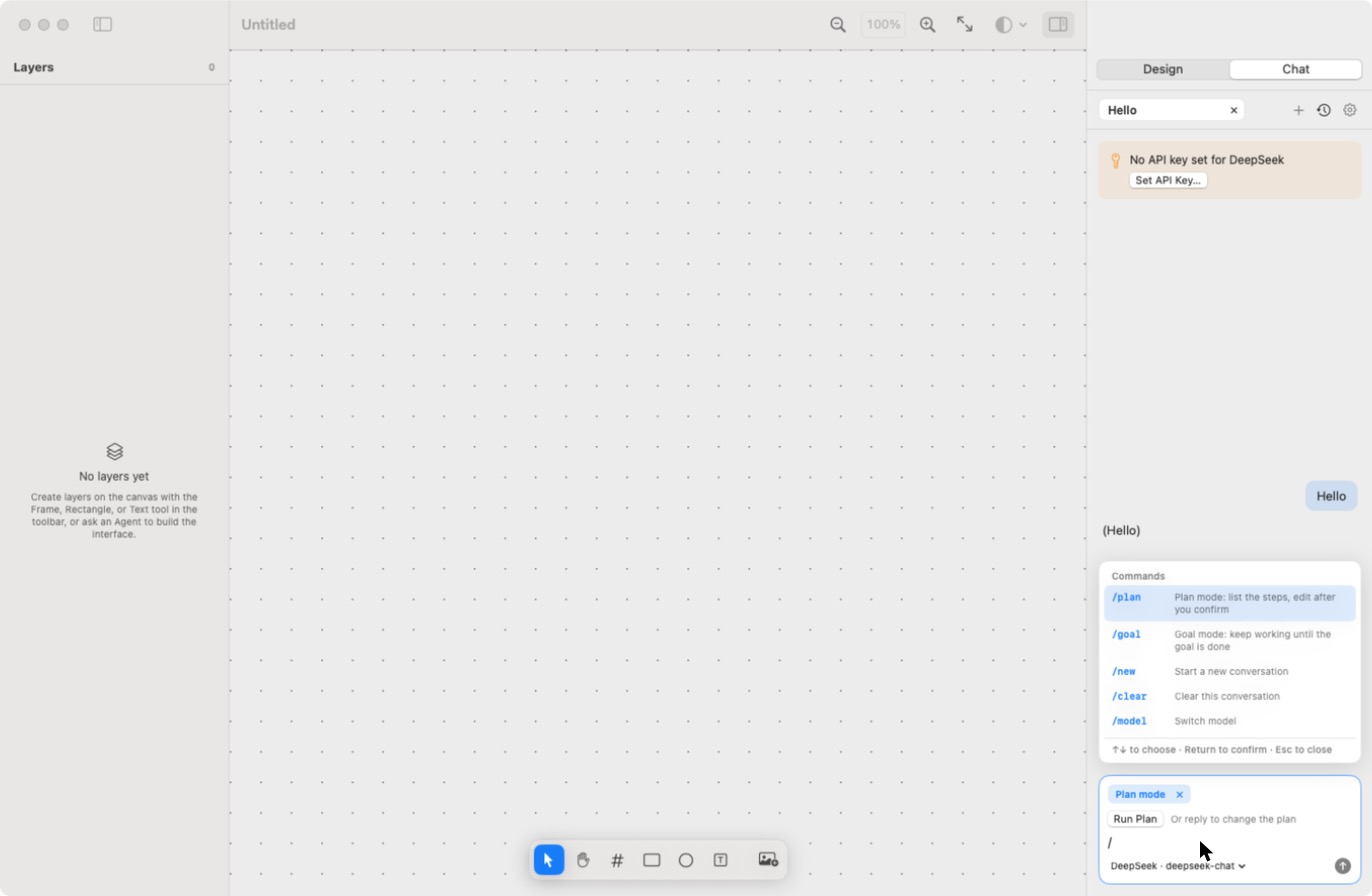 Untitled
100%
Layers
0
Design
Chat
Hello
No API key set for DeepSeek
Set API Key...
No layers yet
Create layers on the canvas with the
Frame, Rectangle, or Text tool in the
toolbar, or ask an Agent to build the
interface.
Hello
(Hello)
Commands
/plan Plan mode: list the steps, edit after
you confirm
/goal Goal mode: keep working until the
goal is done
/new Start a new conversation
/clear Clear this conversation
/model Switch model
↑↓ to choose · Return to confirm · Esc to close
Plan mode ×
Run Plan Or reply to change the plan
/
DeepSeek · deepseek-chat